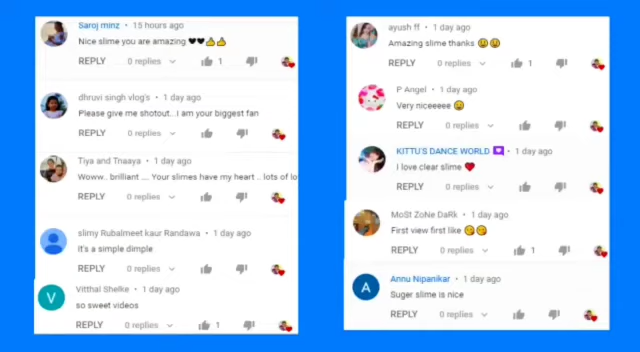 Saroj minz • 15 hours ago
Nice slime you are amazing ❤❤👍👍
REPLY 0 replies 1
dhruvi singh vlog's • 1 day ago
Please give me shotout...I am your biggest fan
REPLY 0 replies
Tiya and Tnaaya • 1 day ago
Woww.. brilliant .... Your slimes have my heart .. lots of lo
REPLY 0 replies
slimy Rubalmeet kaur Randawa • 1 day ago
it's a simple dimple
REPLY 0 replies
V
Vitthal Shelke • 1 day ago
so sweet videos
REPLY 0 replies 1
ayush ff • 1 day ago
Amazing slime thanks 😃😃
REPLY 0 replies 1
P Angel • 1 day ago
Very niceeeee 😀
REPLY 0 replies
KITTU'S DANCE WORLD • 1 day ago
I love clear slime ❤
REPLY 0 replies
MoSt ZoNe DaRk • 1 day ago
First view first like 😋😋
REPLY 0 replies 1
A
Annu Nipanikar • 1 day ago
Suger slime is nice
REPLY 0 replies